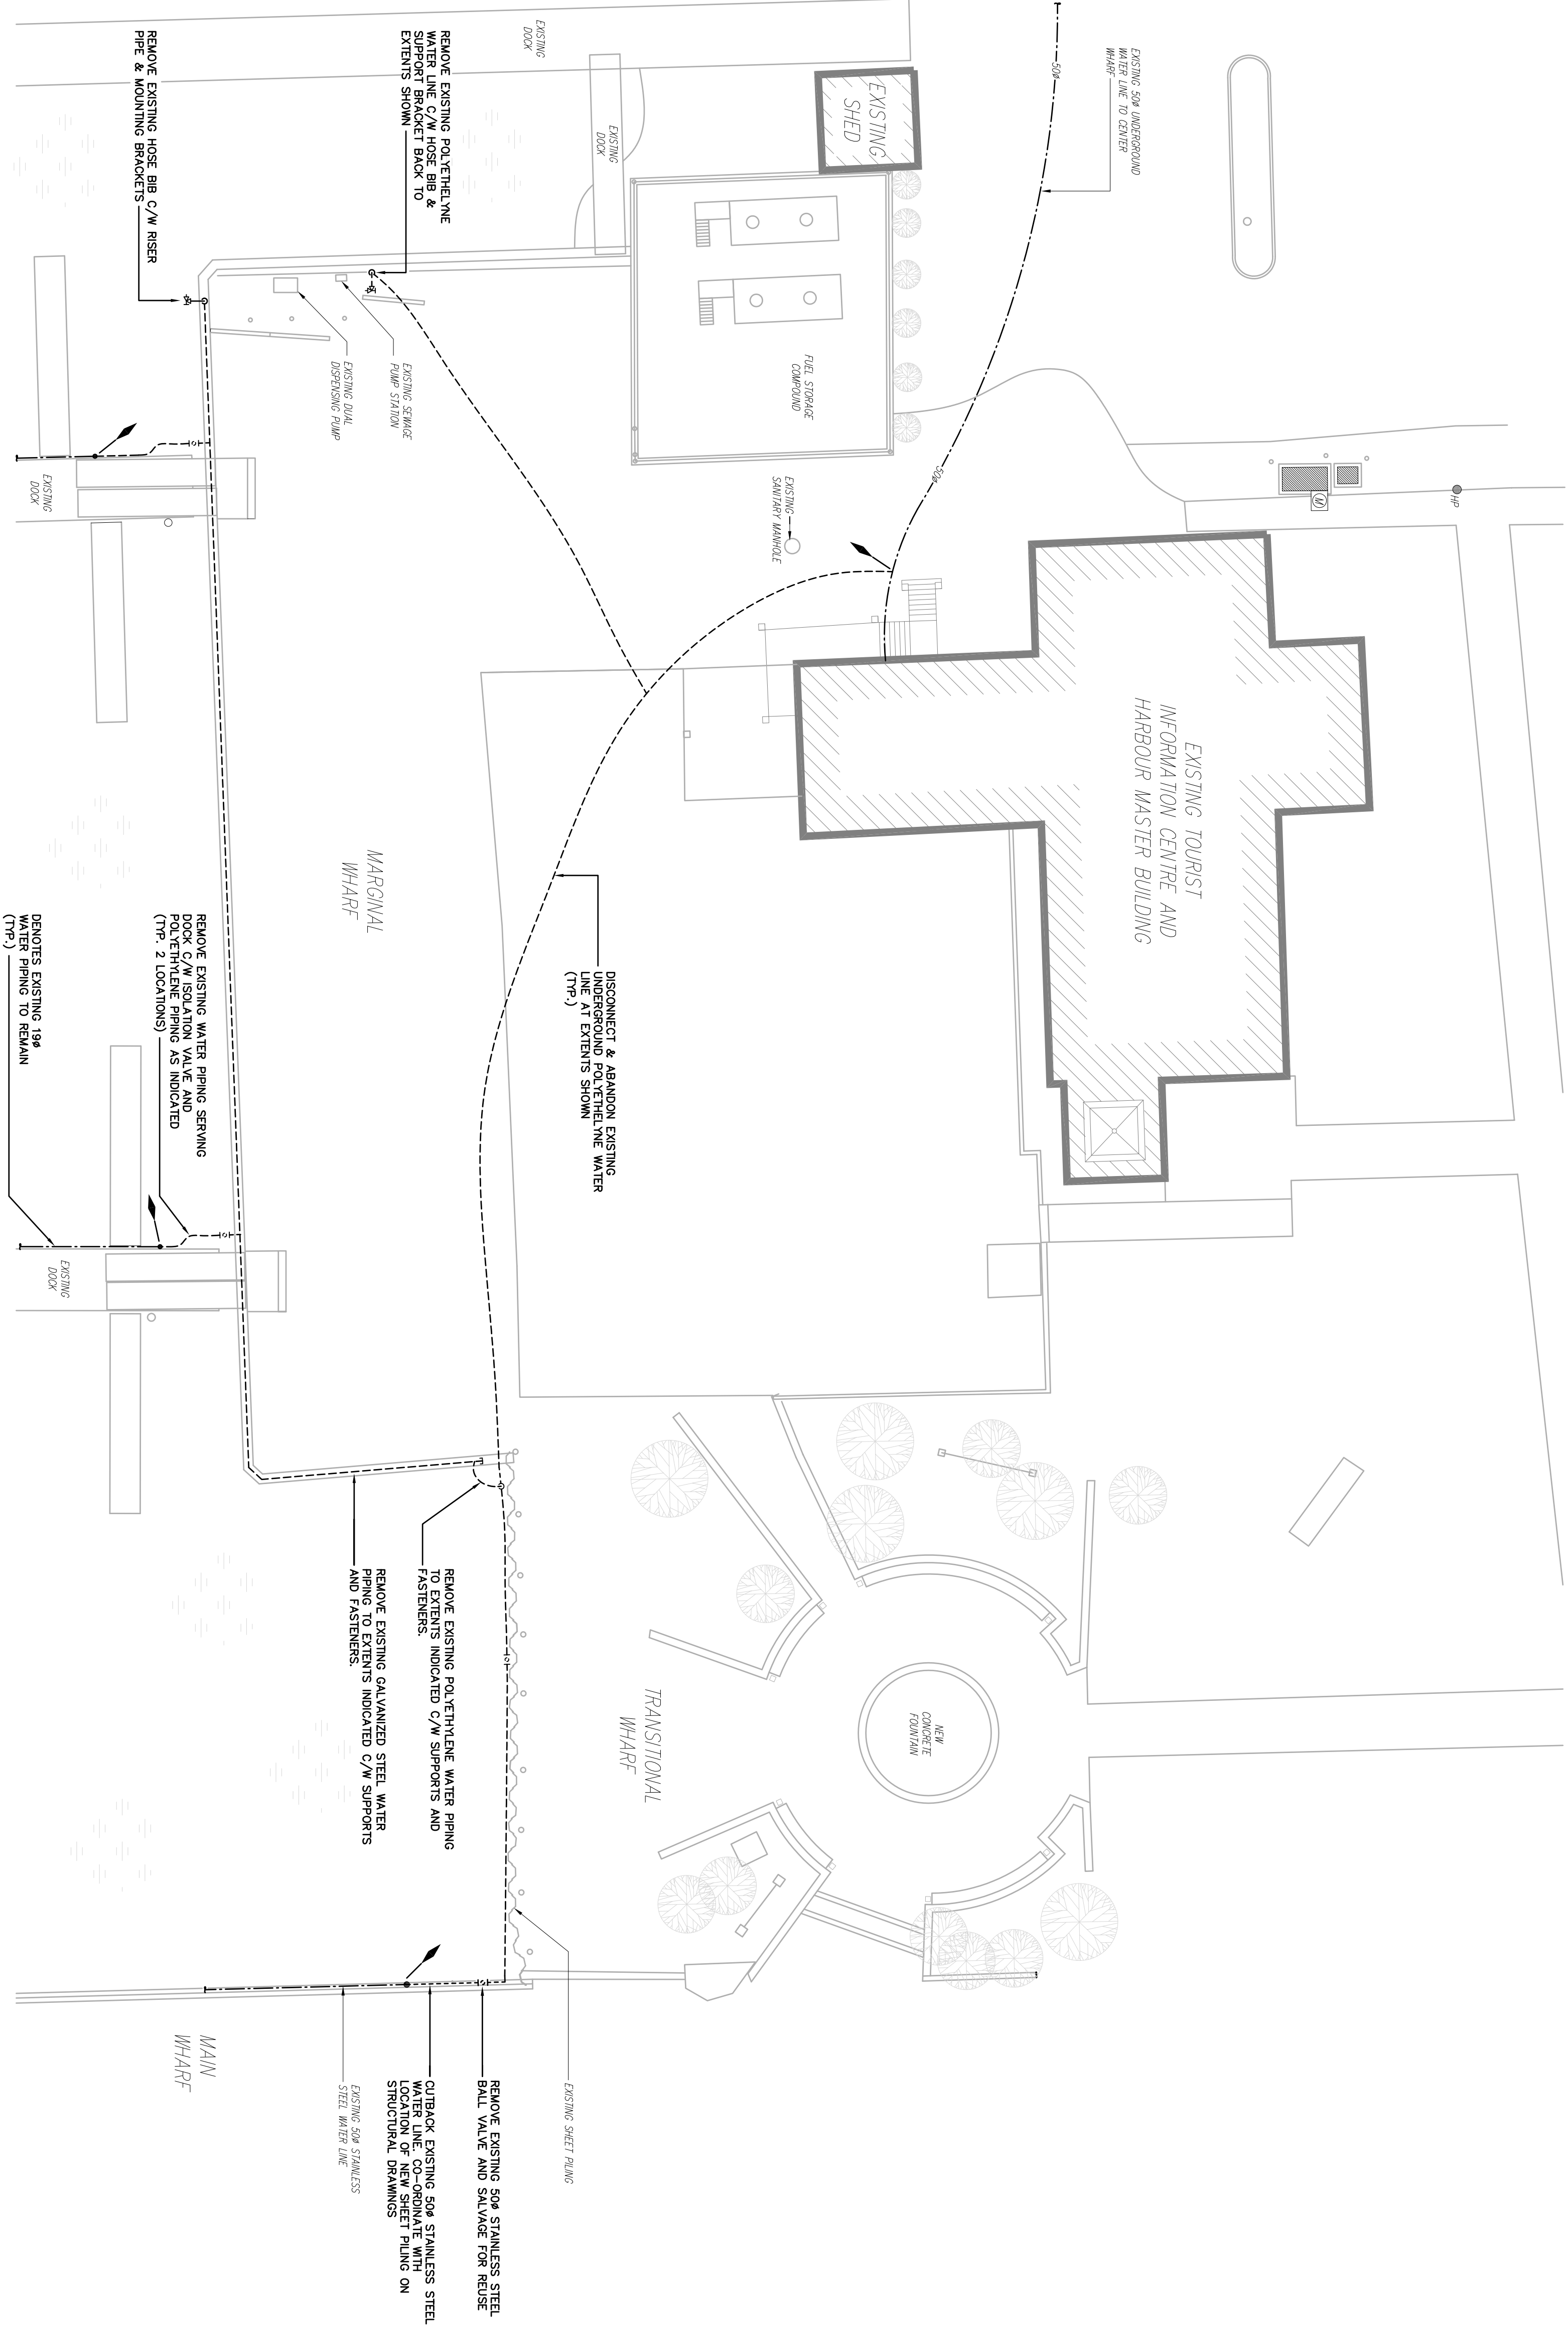 EXISTING 50ø UNDERGROUND
WATER LINE TO CENTER
WHARF
50ø
50ø
HP
M
EXISTING TOURIST
INFORMATION CENTRE AND
HARBOUR MASTER BUILDING
EXISTING
SHED
EXISTING
DOCK
EXISTING
DOCK
FUEL STORAGE
COMPOUND
EXISTING
SANITARY MANHOLE
REMOVE EXISTING POLYETHELYNE
WATER LINE C/W HOSE BIB &
SUPPORT BRACKET BACK TO
EXTENTS SHOWN
REMOVE EXISTING HOSE BIB C/W RISER
PIPE & MOUNTING BRACKETS
EXISTING SEWAGE
PUMP STATION
EXISTING DUAL
DISPENSING PUMP
EXISTING
DOCK
MARGINAL
WHARF
DISCONNECT & ABANDON EXISTING
UNDERGROUND POLYETHELYNE WATER
LINE AT EXTENTS SHOWN
(TYP.)
REMOVE EXISTING WATER PIPING SERVING
DOCK C/W ISOLATION VALVE AND
POLYETHYLENE PIPING AS INDICATED
(TYP. 2 LOCATIONS)
DENOTES EXISTING 19ø
WATER PIPING TO REMAIN
(TYP.)
EXISTING
DOCK
NEW
CONCRETE
FOUNTAIN
TRANSITIONAL
WHARF
REMOVE EXISTING POLYETHYLENE WATER PIPING
TO EXTENTS INDICATED C/W SUPPORTS AND
FASTENERS.
REMOVE EXISTING GALVANIZED STEEL WATER
PIPING TO EXTENTS INDICATED C/W SUPPORTS
AND FASTENERS.
EXISTING SHEET PILING
REMOVE EXISTING 50ø STAINLESS STEEL
BALL VALVE AND SALVAGE FOR REUSE
CUTBACK EXISTING 50ø STAINLESS STEEL
WATER LINE. CO-ORDINATE WITH
LOCATION OF NEW SHEET PILING ON
STRUCTURAL DRAWINGS
EXISTING 50ø STAINLESS
STEEL WATER LINE
MAIN
WHARF